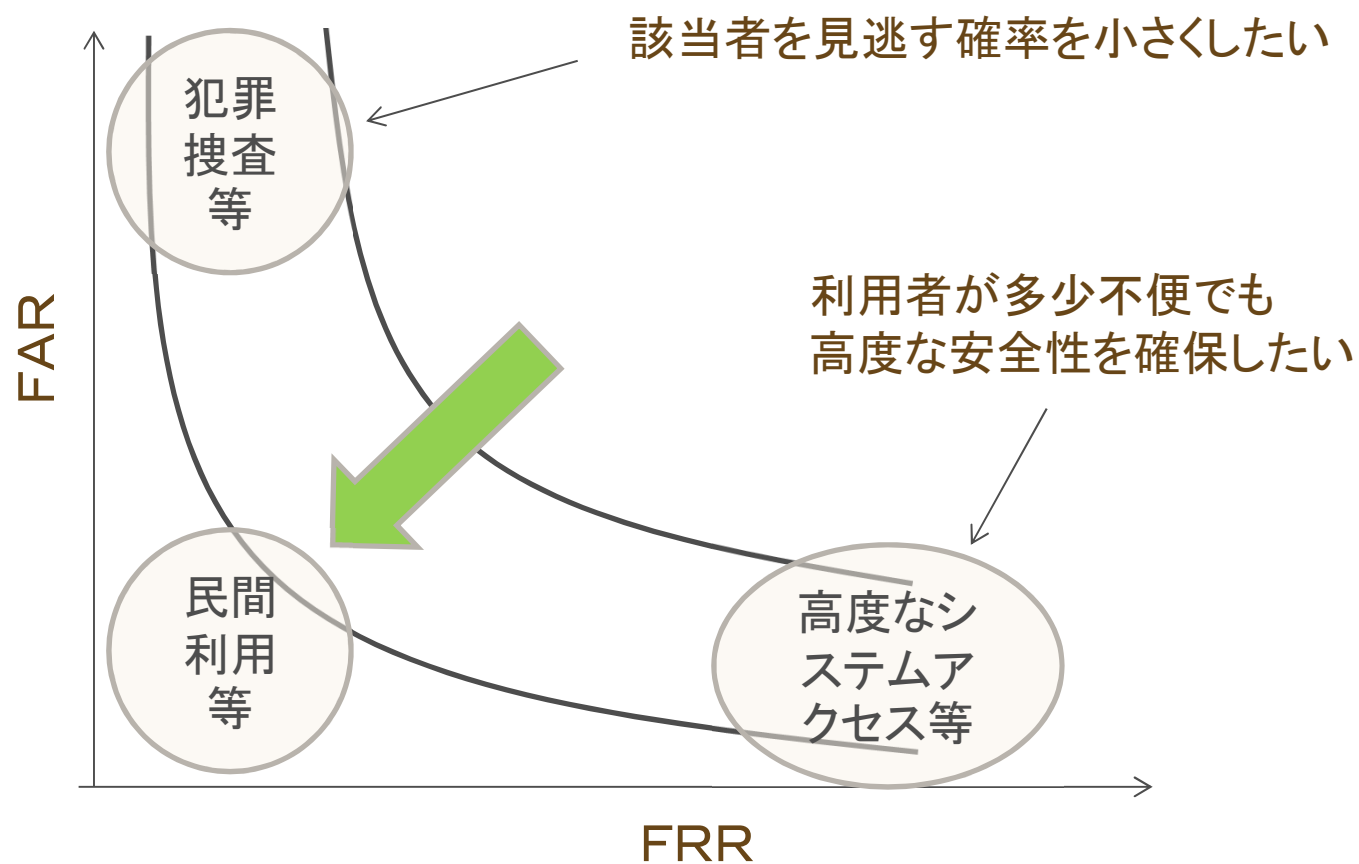 該当者を見逃す確率を小さくしたい
犯罪
捜査
等
利用者が多少不便でも
高度な安全性を確保したい
FAR
民間
利用
等
高度なシ
ステムア
クセス等
FRR